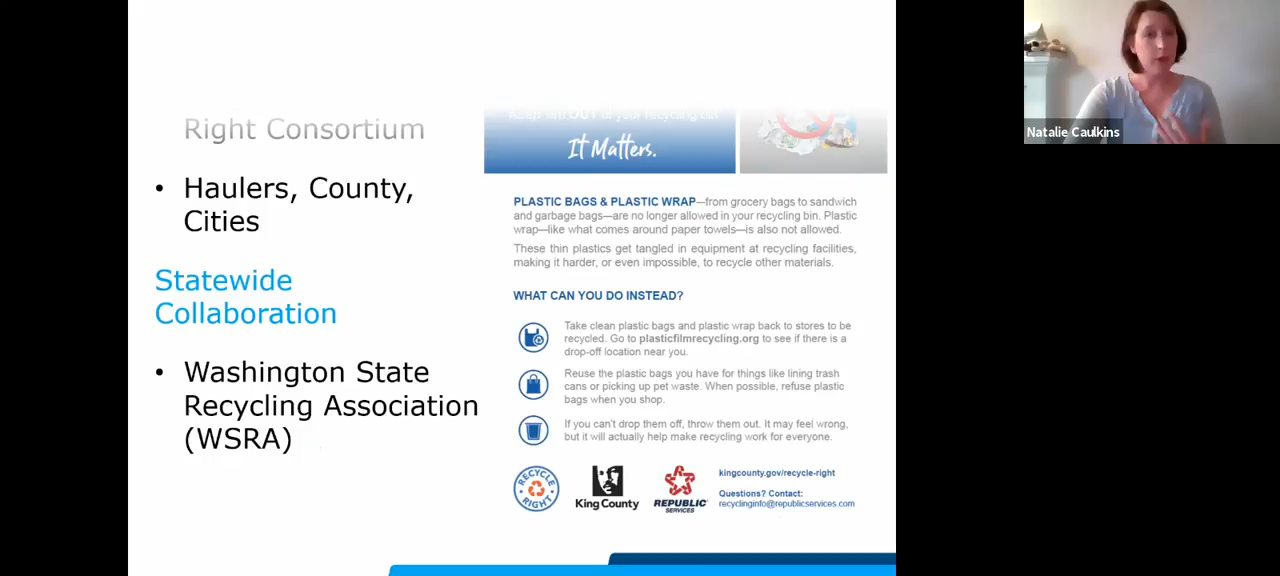 Right Consortium
• Haulers, County,
Cities
Statewide
Collaboration
• Washington State
Recycling Association
(WSRA)
Keep film OUT of your recycling bin.
It Matters.
PLASTIC BAGS & PLASTIC WRAP—from grocery bags to sandwich
and garbage bags—are no longer allowed in your recycling bin. Plastic
wrap—like what comes around paper towels—is also not allowed.
These thin plastics get tangled in equipment at recycling facilities,
making it harder, or even impossible, to recycle other materials.
WHAT CAN YOU DO INSTEAD?
Take clean plastic bags and plastic wrap back to stores to be
recycled. Go to plasticfilmrecycling.org to see if there is a
drop-off location near you.
Reuse the plastic bags you have for things like lining trash
cans or picking up pet waste. When possible, refuse plastic
bags when you shop.
If you can't drop them off, throw them out. It may feel wrong,
but it will actually help make recycling work for everyone.
RECYCLE
RIGHT
King County
REPUBLIC
SERVICES
kingcounty.gov/recycle-right
Questions? Contact:
recyclinginfo@republicservices.com
Natalie Caulkins